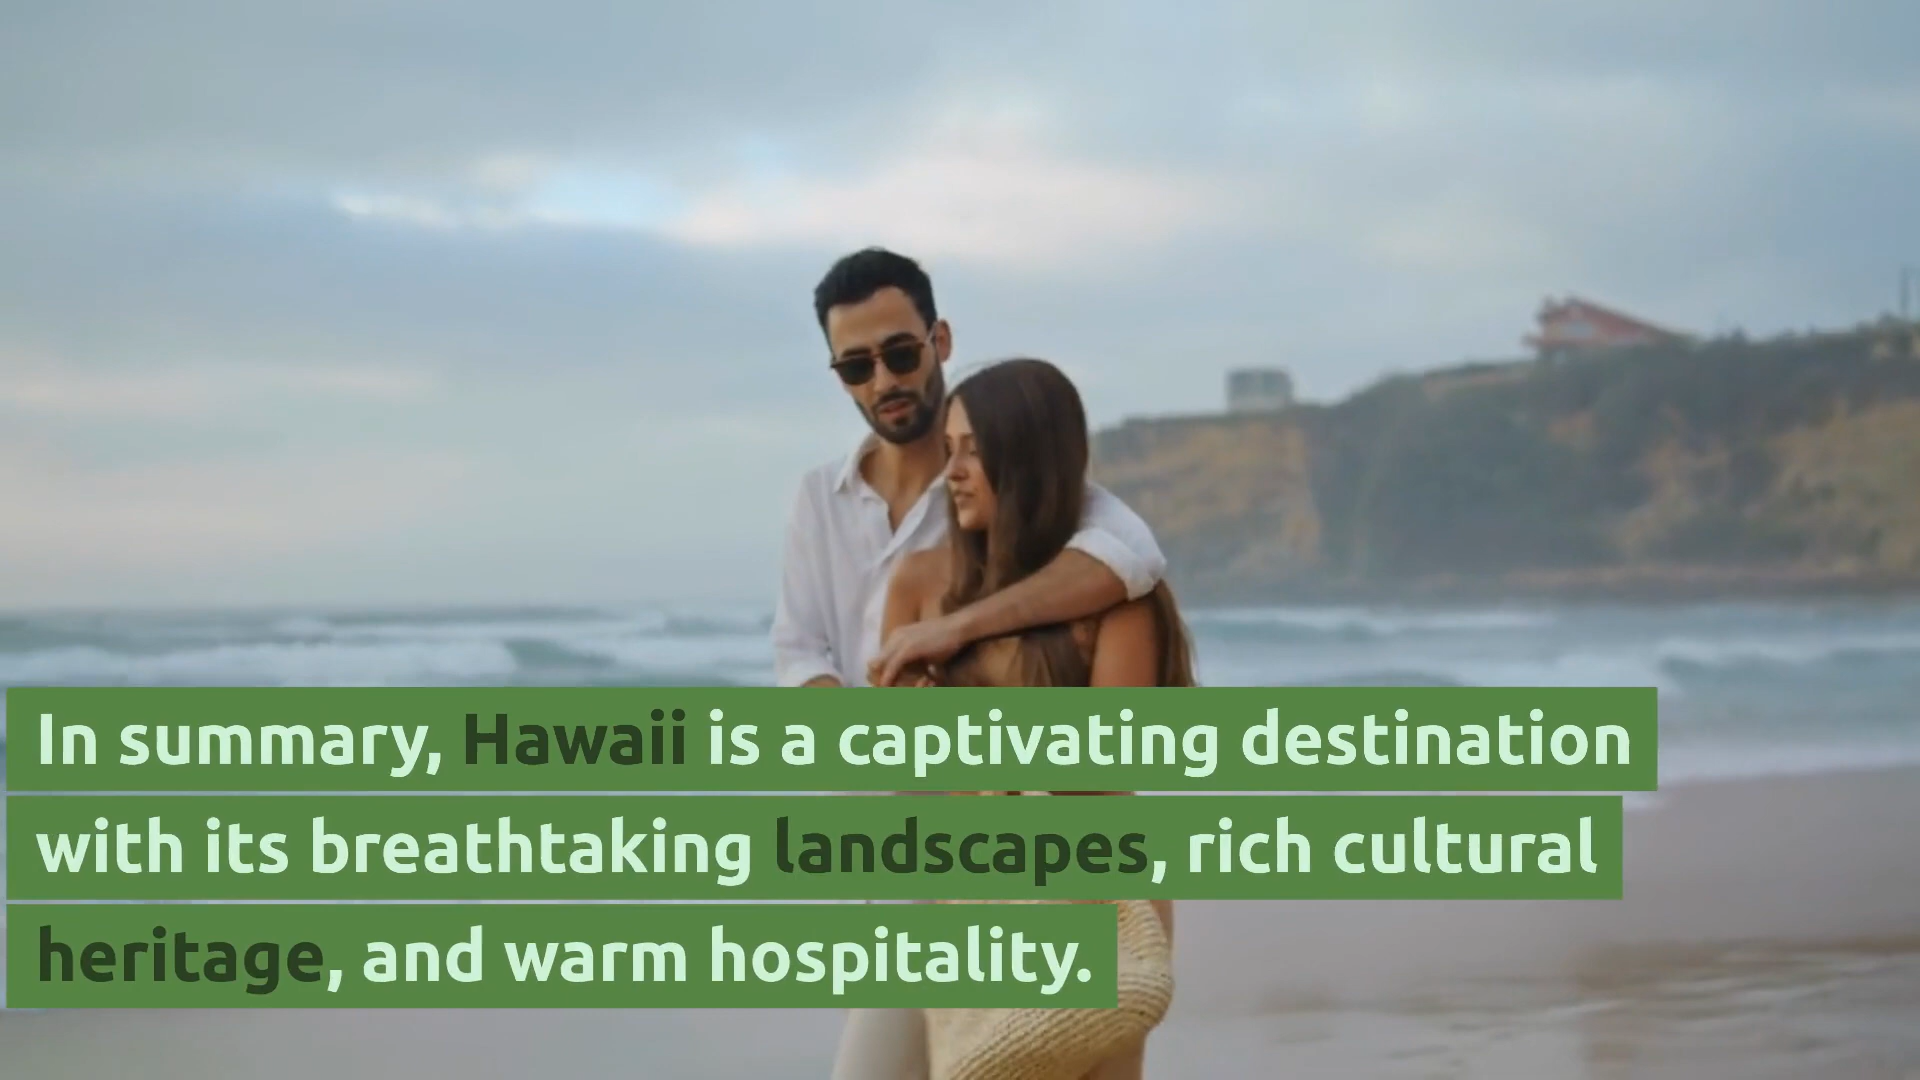 In summary, Hawaii is a captivating destination
with its breathtaking landscapes, rich cultural
heritage, and warm hospitality.